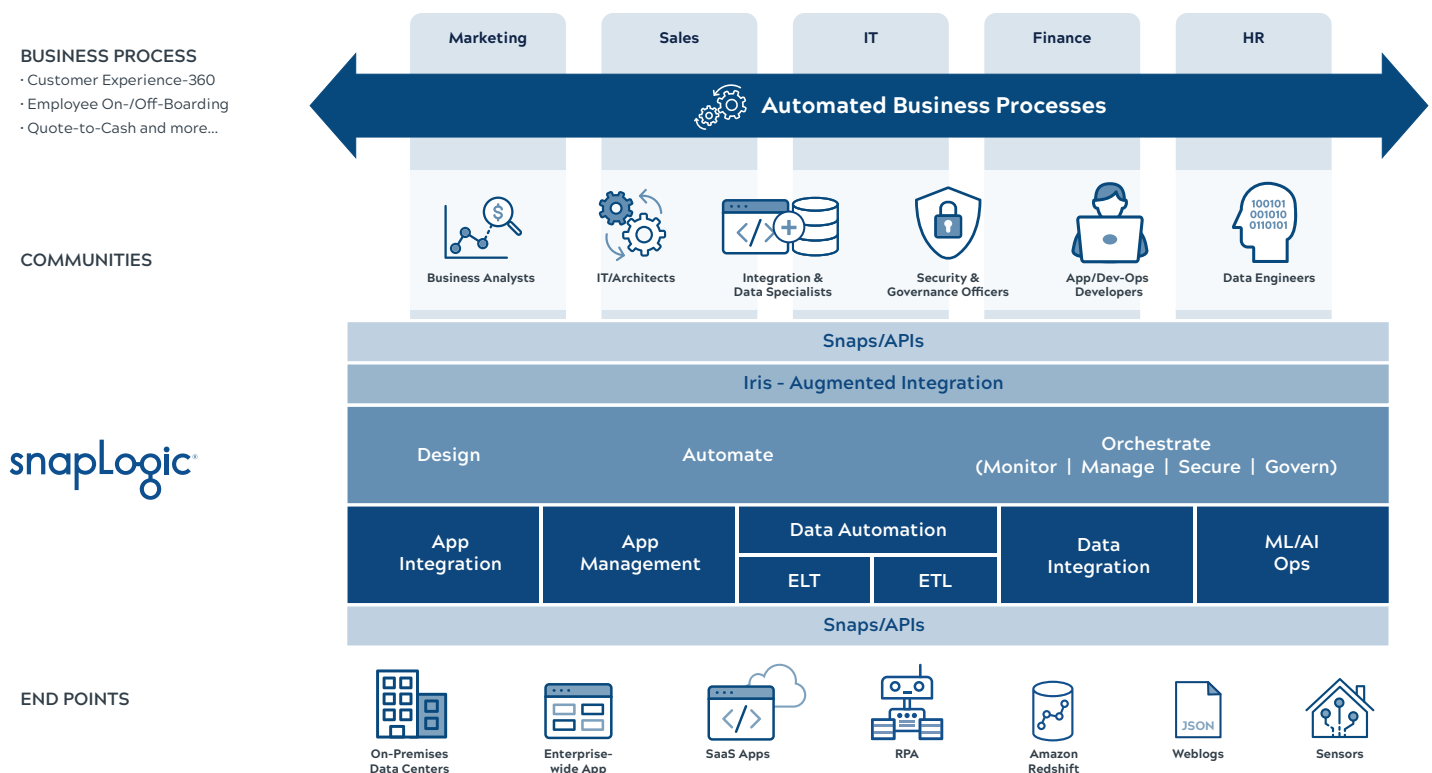 Marketing
Sales
IT
Finance
HR
BUSINESS PROCESS
· Customer Experience-360
· Employee On-/Off-Boarding
· Quote-to-Cash and more...
Automated Business Processes
COMMUNITIES
$
</>
100101
001010
0110101
Business Analysts
IT/Architects
Integration &
Data Specialists
Security &
Governance Officers
App/Dev-Ops
Developers
Data Engineers
Snaps/APIs
Iris - Augmented Integration
snapLogic®
Design
Automate
Orchestrate
(Monitor | Manage | Secure | Govern)
App
Integration
App
Management
Data Automation
ELT
ETL
Data
Integration
ML/AI
Ops
Snaps/APIs
END POINTS
</>
JSON
On-Premises
Data Centers
Enterprise-
wide App
SaaS Apps
RPA
Amazon
Redshift
Weblogs
Sensors